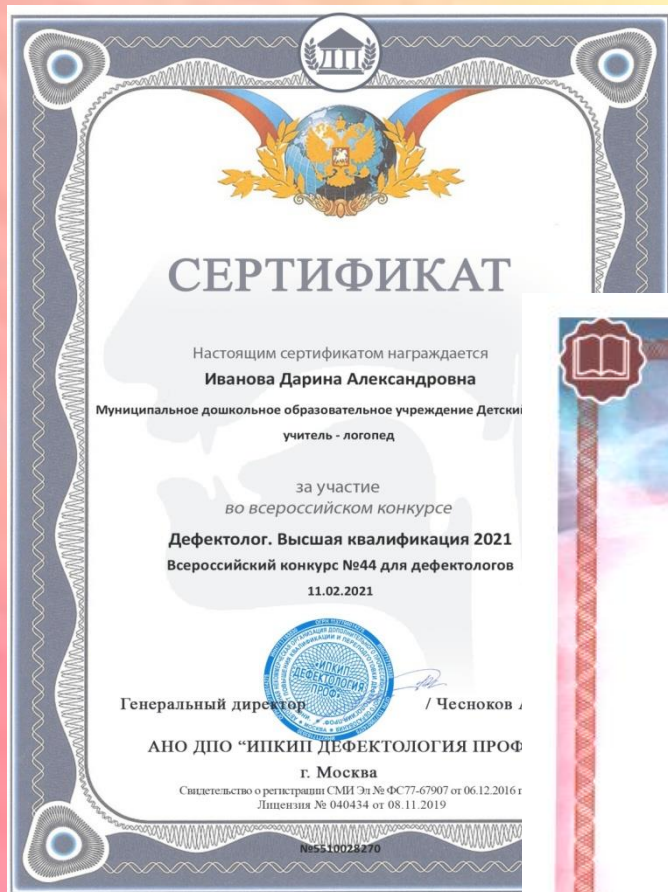 СЕРТИФИКАТ
Настоящим сертификатом награждается
Иванова Дарина Александровна
Муниципальное дошкольное образовательное учреждение Детский
учитель - логопед
за участие
во всероссийском конкурсе
Дефектолог. Высшая квалификация 2021
Всероссийский конкурс №44 для дефектологов
11.02.2021
"ИПКИП
ДЕФЕКТОЛОГИЯ
ПРОФ"
Генеральный директор / Чесноков
АНО ДПО "ИПКИП ДЕФЕКТОЛОГИЯ ПРОФ
г. Москва
Свидетельство о регистрации СМИ Эл № ФС77-67907 от 06.12.2016 г
Лицензия № 040434 от 08.11.2019
№5510028270